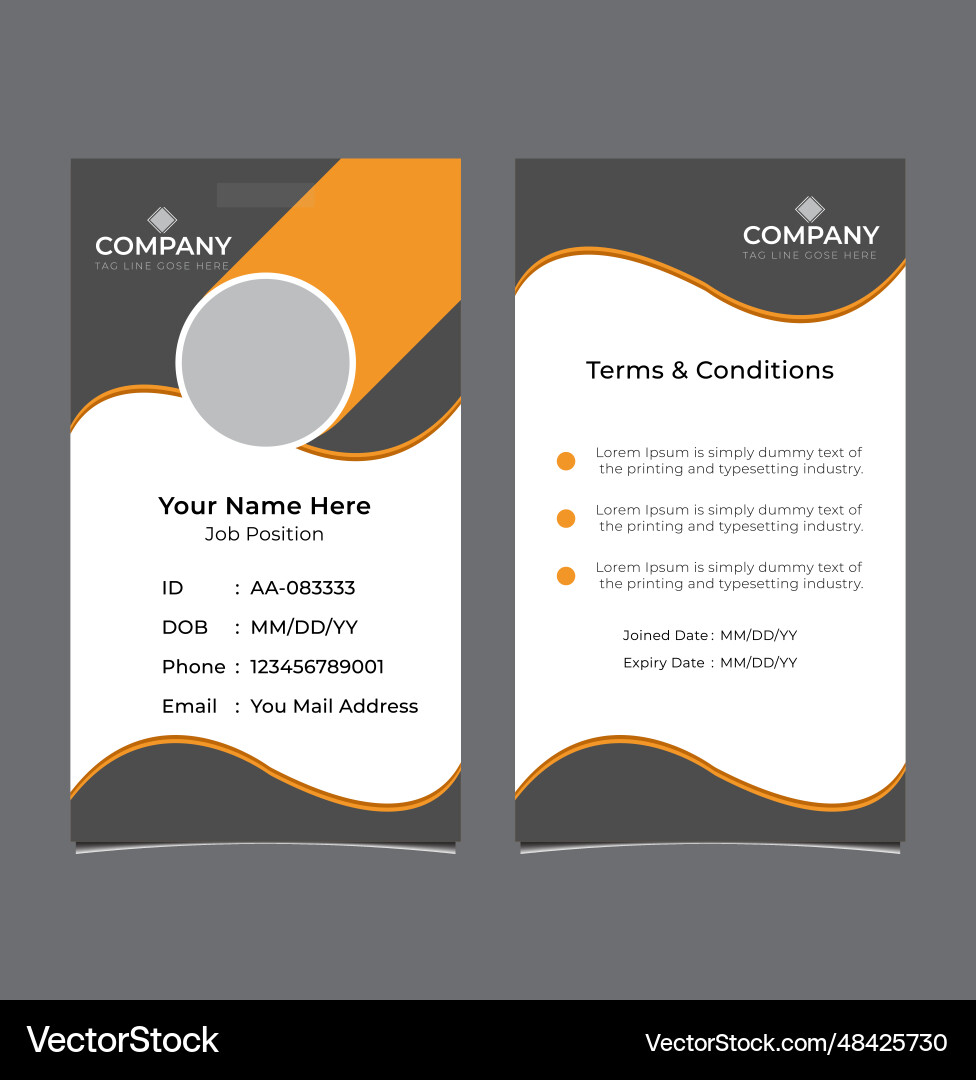 COMPANY
TAG LINE GOSE HERE
Your Name Here
Job Position
ID : AA-083333
DOB : MM/DD/YY
Phone : 123456789001
Email : You Mail Address
COMPANY
TAG LINE GOSE HERE
Terms & Conditions
Lorem Ipsum is simply dummy text of
the printing and typesetting industry.
Lorem Ipsum is simply dummy text of
the printing and typesetting industry.
Lorem Ipsum is simply dummy text of
the printing and typesetting industry.
Joined Date : MM/DD/YY
Expiry Date : MM/DD/YY
VectorStock
VectorStock.com/48425730